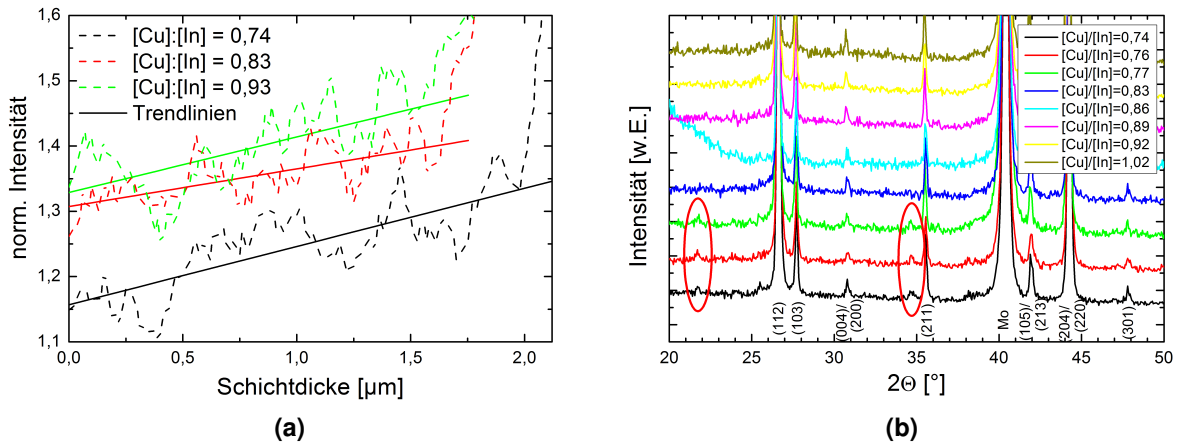 1,6
1,5
1,4
1,3
1,2
1,1
0,0
0,5
1,0
1,5
2,0
norm. Intensität
Schichtdicke [µm]
[Cu]:[In] = 0,74
[Cu]:[In] = 0,83
[Cu]:[In] = 0,93
Trendlinien
(a)
Intensität [w.E.]
[Cu]/[In]=0,74
[Cu]/[In]=0,76
[Cu]/[In]=0,77
[Cu]/[In]=0,83
[Cu]/[In]=0,86
[Cu]/[In]=0,89
[Cu]/[In]=0,92
[Cu]/[In]=1,02
(112)
(103)
(004)/
(200)
(211)
Mo
(105)/
(213)
(204)/
(220)
(301)
20
25
30
35
40
45
50
2Θ [°]
(b)